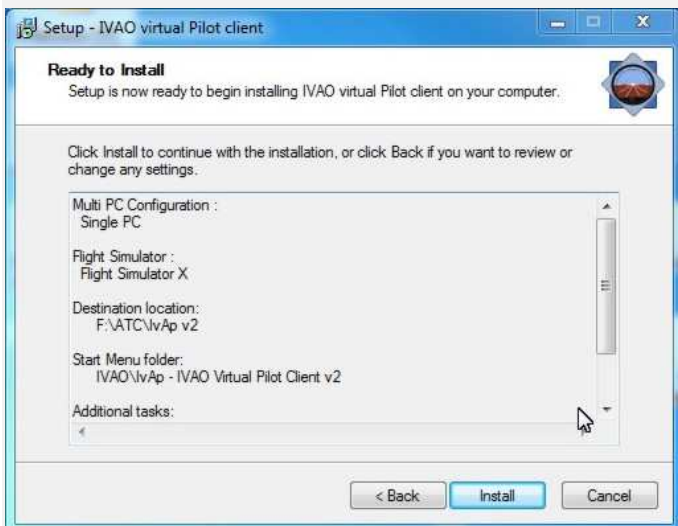 Setup - IVAO virtual Pilot client
Ready to Install
Setup is now ready to begin installing IVAO virtual Pilot client on your computer.
Click Install to continue with the installation, or click Back if you want to review or
change any settings.
Multi PC Configuration :
Single PC
Flight Simulator :
Flight Simulator X
Destination location:
F:\ATC\IvAp v2
Start Menu folder:
IVAO\IvAp - IVAO Virtual Pilot Client v2
Additional tasks:
< Back
Install
Cancel